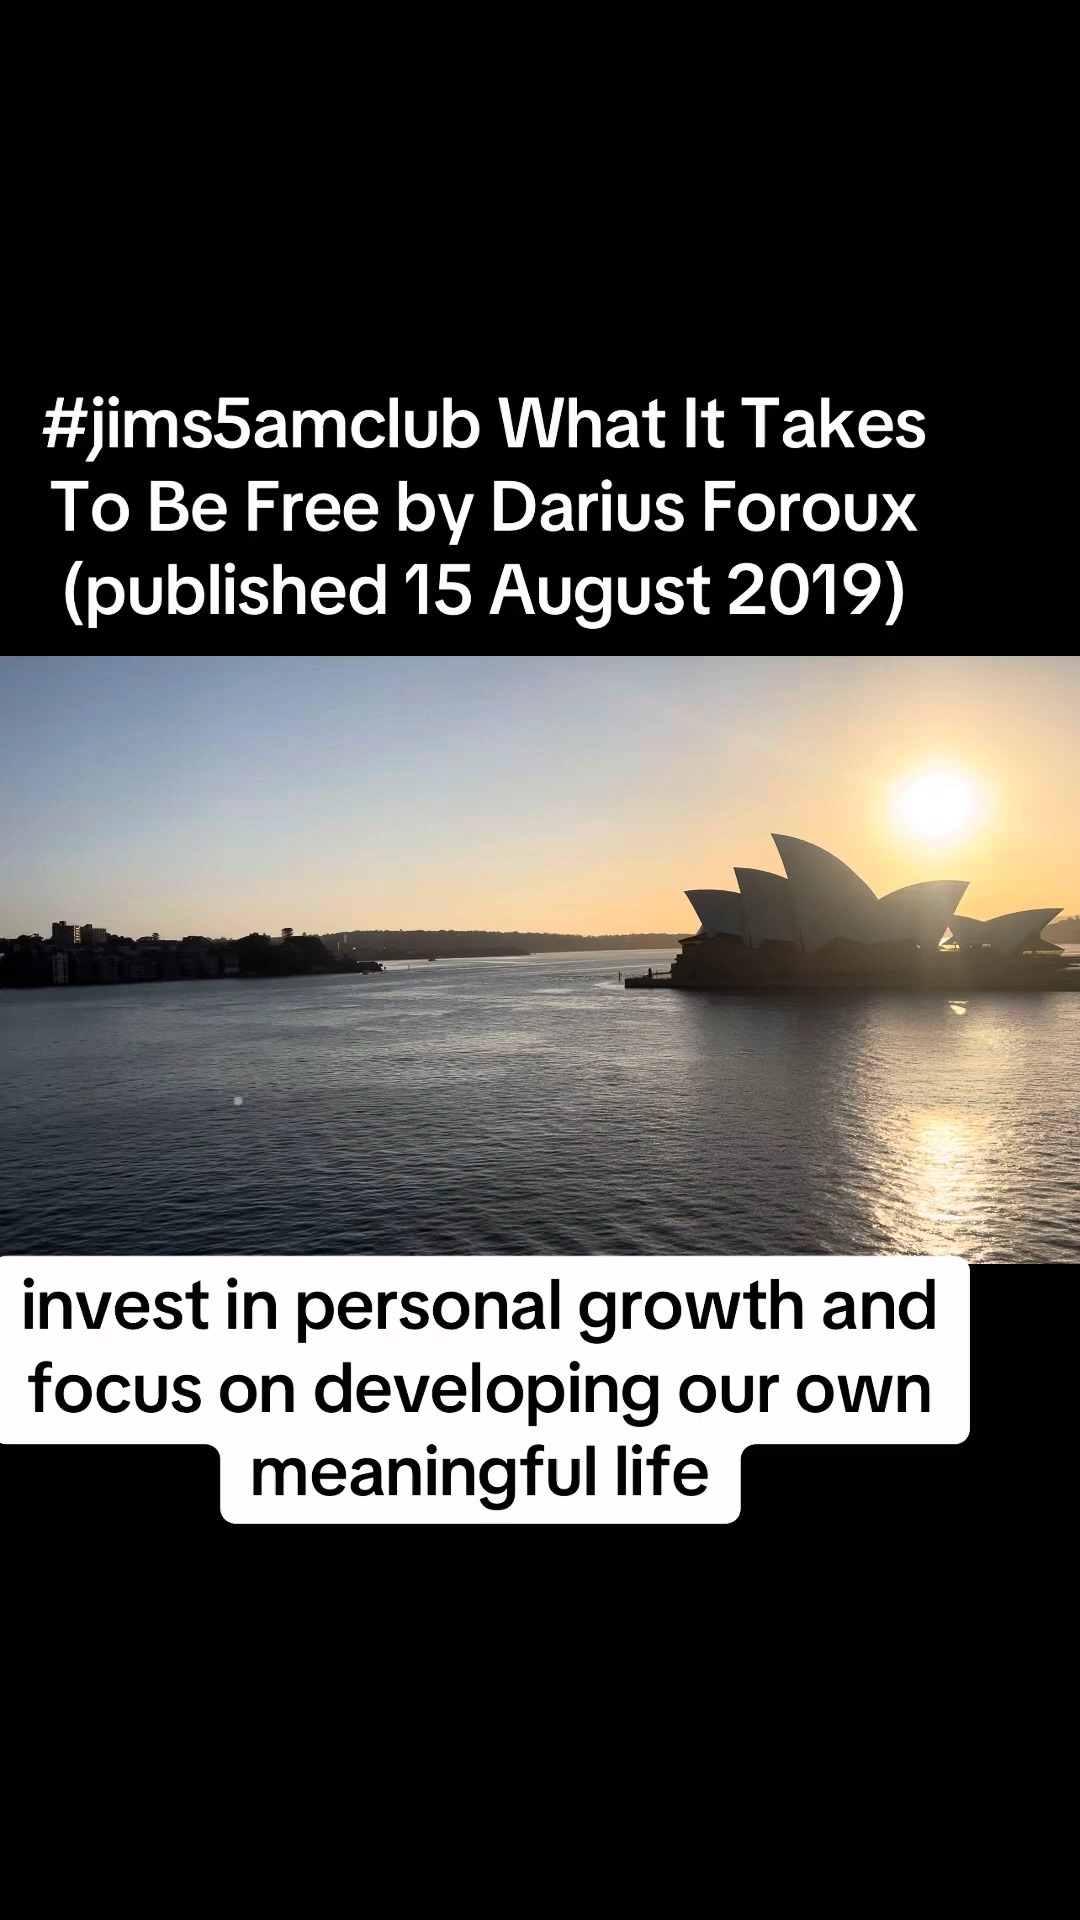 #jims5amclub What It Takes
To Be Free by Darius Foroux
(published 15 August 2019)
invest in personal growth and
focus on developing our own
meaningful life